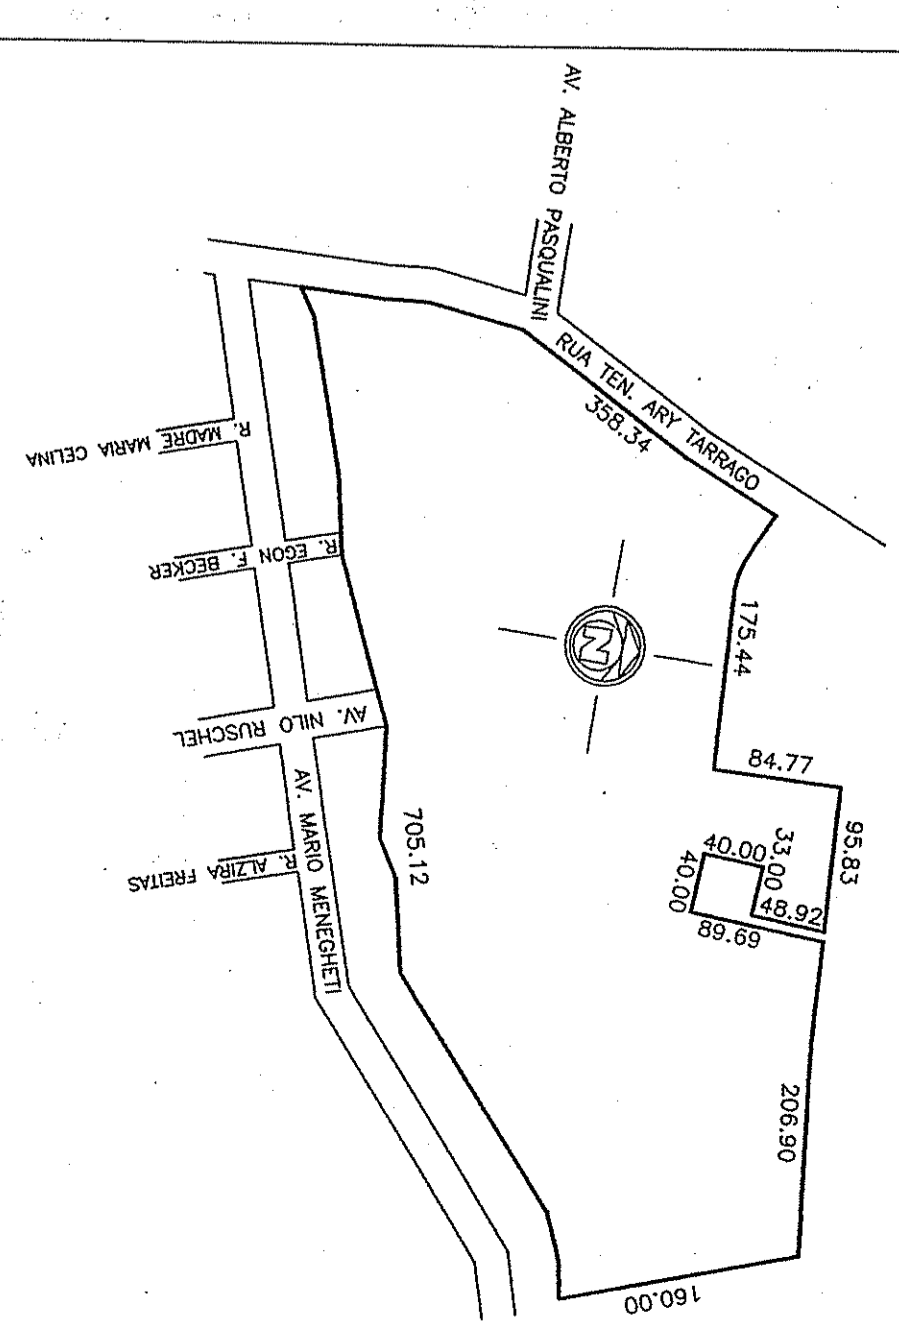 AV. ALBERTO PASQUALINI
RUA TEN. ARY TARRAGO
358.34
R. MADRE MARIA CELINA
R. EGON F. BECKER
N
175.44
AV. NILO RUSCHEL
84.77
95.83
33.00
40.00
40.00
48.92
89.69
AV. MARIO MENEGHETI
705.12
R. ALZIRA FREITAS
206.90
160.00